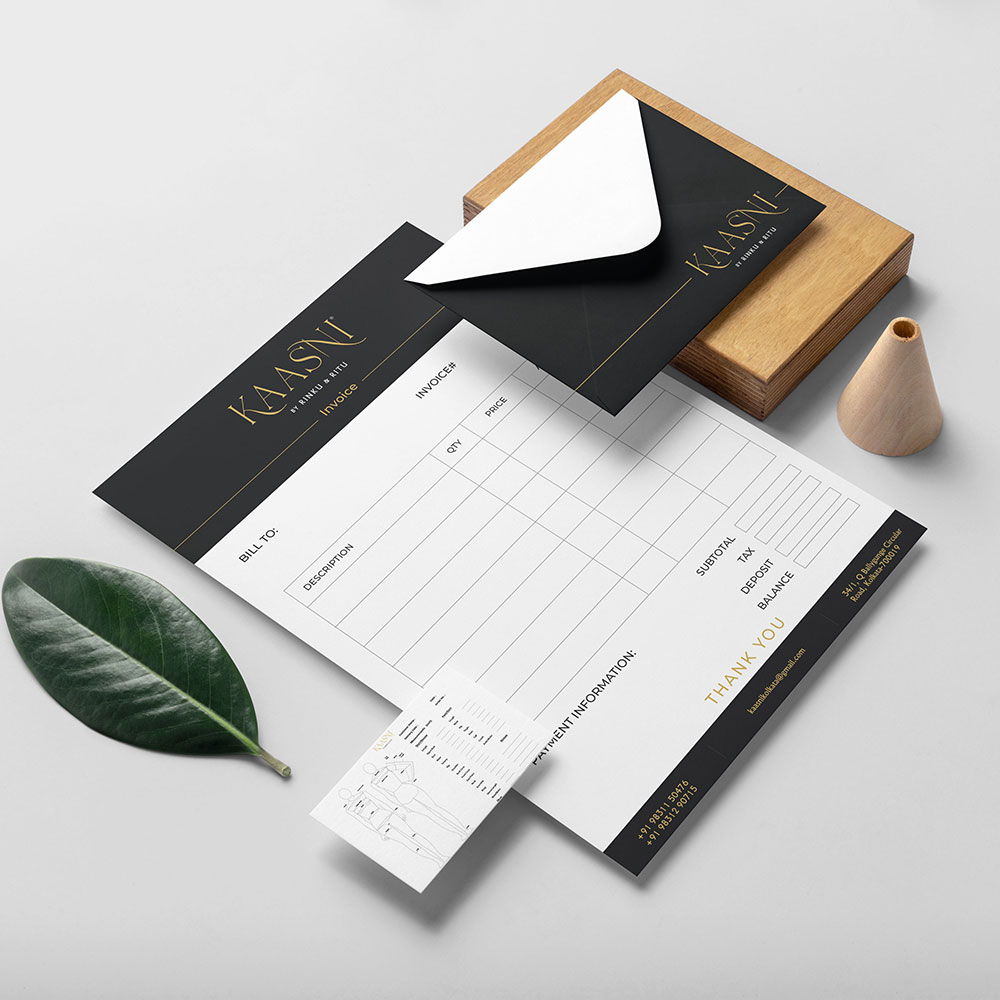 KAASNI®
BY RINKU & RITU
KAASNI®
BY RINKU & RITU
Invoice
INVOICE#
BILL TO:
DESCRIPTION
QTY
PRICE
SUBTOTAL
TAX
DEPOSIT
BALANCE
PAYMENT INFORMATION:
THANK YOU
+91 98311 50476
+91 98312 90715
kaasnikolkata@gmail.com
34/1, Q Ballygunge Circular
Road, Kolkata-700019
KAASNI